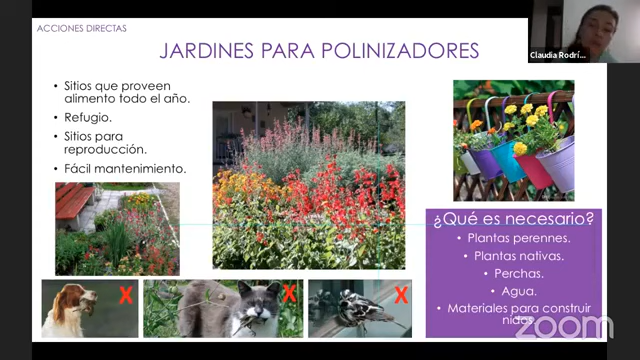 ACCIONES DIRECTAS
JARDINES PARA POLINIZADORES
Claudia Rodrí...
• Sitios que proveen
alimento todo el año.
• Refugio.
• Sitios para
reproducción.
• Fácil mantenimiento.
X
X
X
¿Qué es necesario?
• Plantas perennes.
• Plantas nativas.
• Perchas.
• Agua.
• Materiales para construir
nidos
zoom